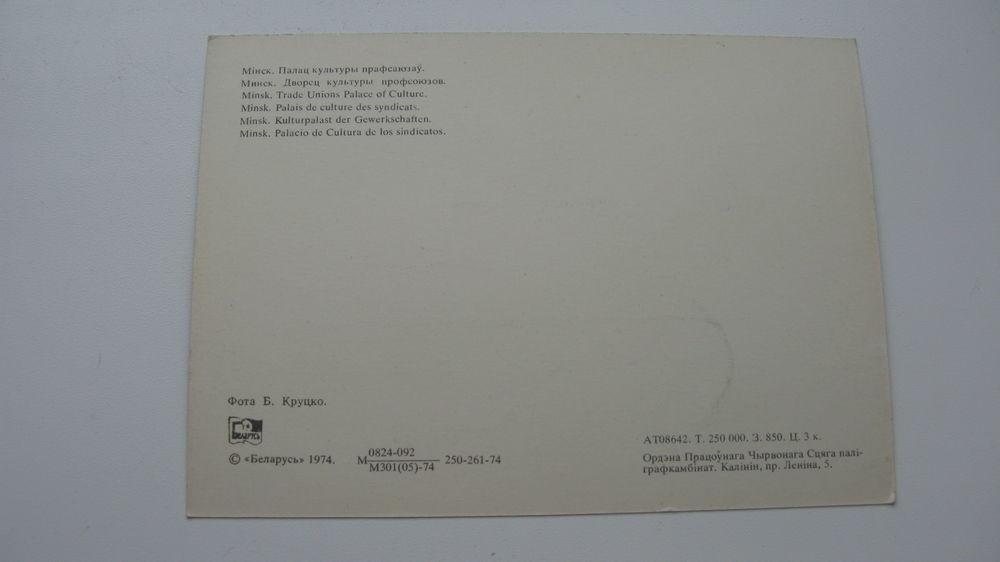 Мінск. Палац культуры прафсаюзаў.
Минск. Дворец культуры профсоюзов.
Minsk. Trade Unions Palace of Culture.
Minsk. Palais de culture des syndicats.
Minsk. Kulturpalast der Gewerkschaften.
Minsk. Palacio de Cultura de los sindicatos.
Фота Б. Круцко.
БЕЛАРУСЬ
© «Беларусь» 1974.
М 0824-092
М301(05)-74 250-261-74
АТ08642. Т. 250 000. З. 850. Ц. 3 к.
Ордэна Працоўнага Чырвонага Сцяга палі-
графкамбінат. Калінін, пр. Леніна, 5.